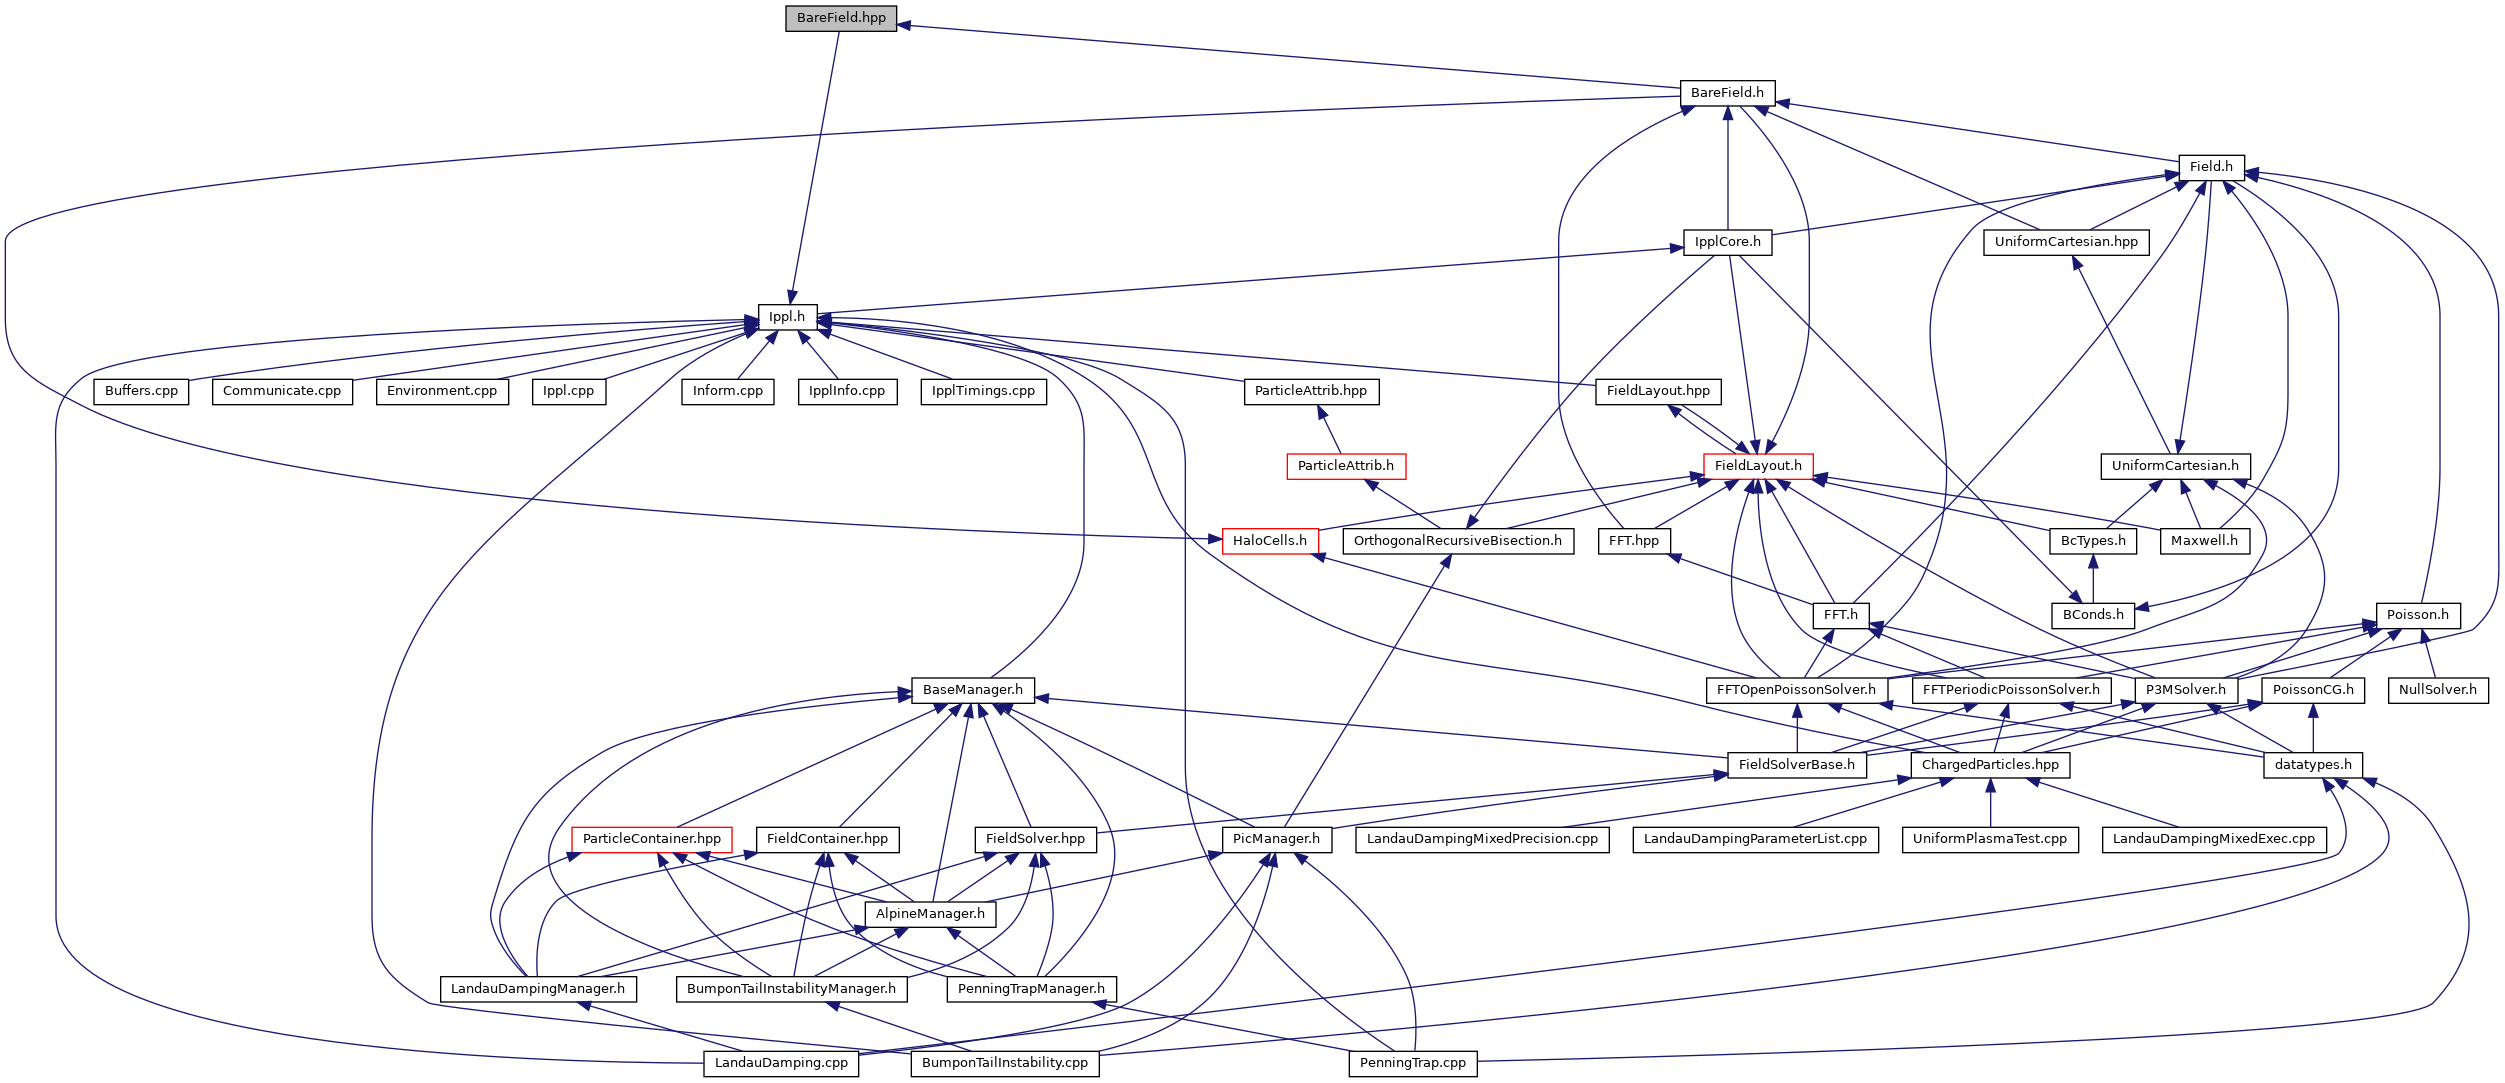 BareField.hpp
BareField.h
Field.h
IpplCore.h
UniformCartesian.hpp
Ippl.h
Buffers.cpp
Communicate.cpp
Environment.cpp
Ippl.cpp
Inform.cpp
IpplInfo.cpp
IpplTimings.cpp
ParticleAttrib.hpp
FieldLayout.hpp
ParticleAttrib.h
FieldLayout.h
UniformCartesian.h
HaloCells.h
OrthogonalRecursiveBisection.h
FFT.hpp
BcTypes.h
Maxwell.h
FFT.h
BConds.h
Poisson.h
BaseManager.h
FFTOpenPoissonSolver.h
FFTPeriodicPoissonSolver.h
P3MSolver.h
PoissonCG.h
NullSolver.h
FieldSolverBase.h
ChargedParticles.hpp
datatypes.h
ParticleContainer.hpp
FieldContainer.hpp
FieldSolver.hpp
PicManager.h
LandauDampingMixedPrecision.cpp
LandauDampingParameterList.cpp
UniformPlasmaTest.cpp
LandauDampingMixedExec.cpp
AlpineManager.h
LandauDampingManager.h
BumponTailInstabilityManager.h
PenningTrapManager.h
LandauDamping.cpp
BumponTailInstability.cpp
PenningTrap.cpp